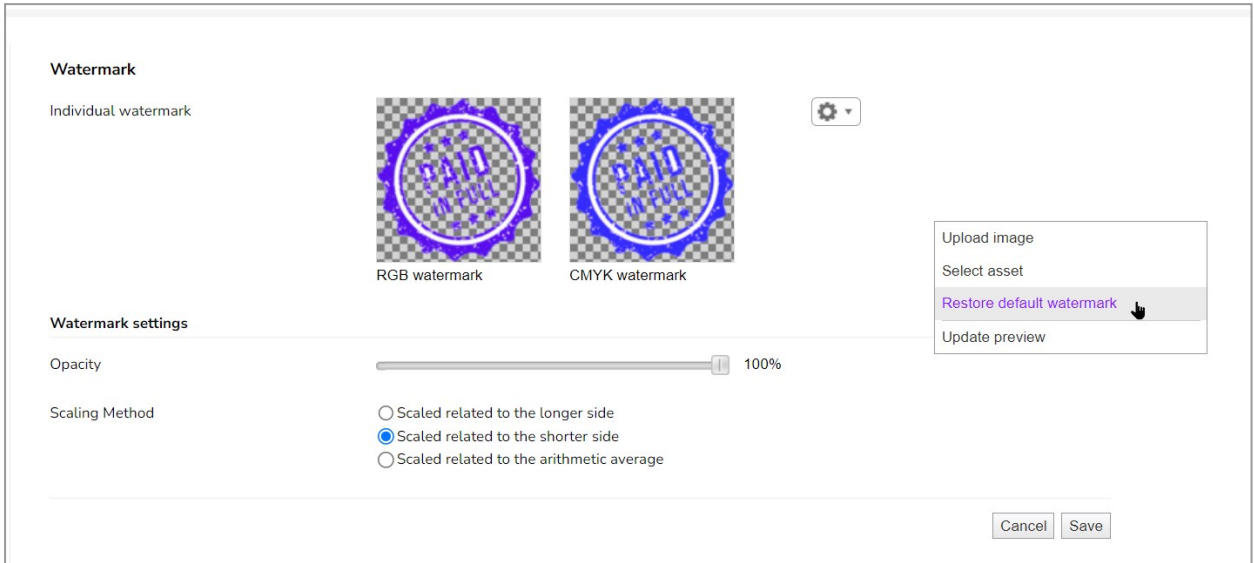 Watermark
Individual watermark
PAID
IN FULL
PAID
IN FULL
RGB watermark
CMYK watermark
Upload image
Select asset
Restore default watermark
Update preview
Watermark settings
Opacity
100%
Scaling Method
Scaled related to the longer side
Scaled related to the shorter side
Scaled related to the arithmetic average
Cancel
Save